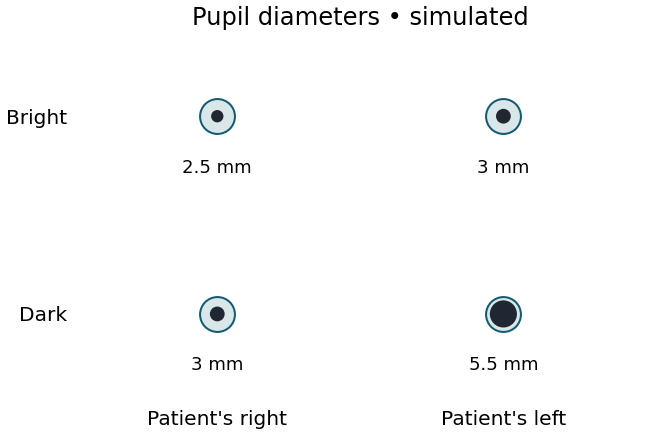 Pupil diameters • simulated
Bright
2.5 mm
3 mm
Dark
3 mm
5.5 mm
Patient's right
Patient's left